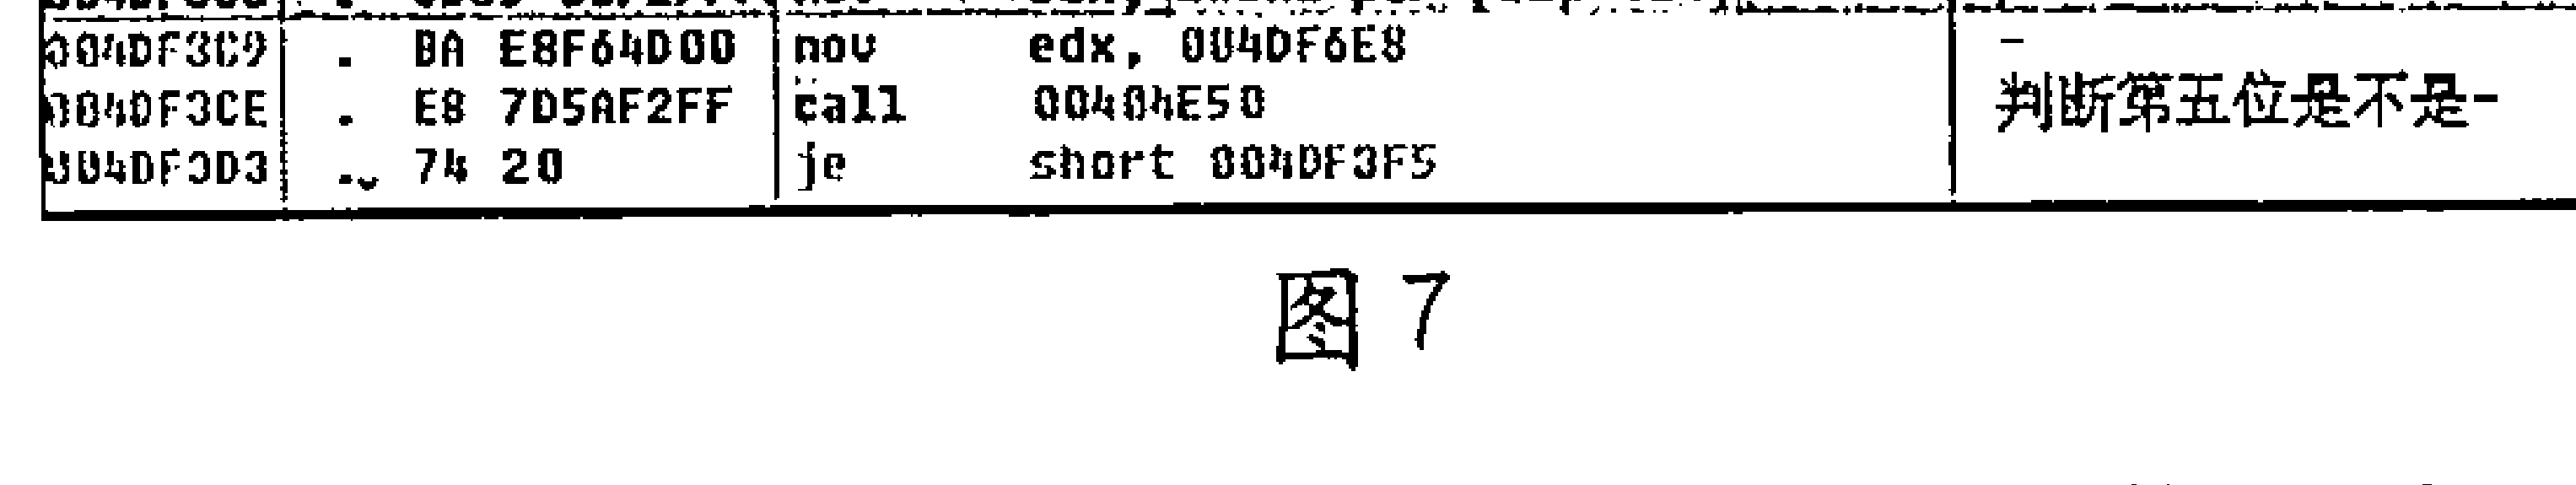 004DF3C9 . BA E8F64D00 mov edx, 004DF6E8 -
004DF3CE . E8 7D5AF2FF call 00404E50 判断第五位是不是-
004DF3D3 .. 74 20 je short 004DF3F5
图 7